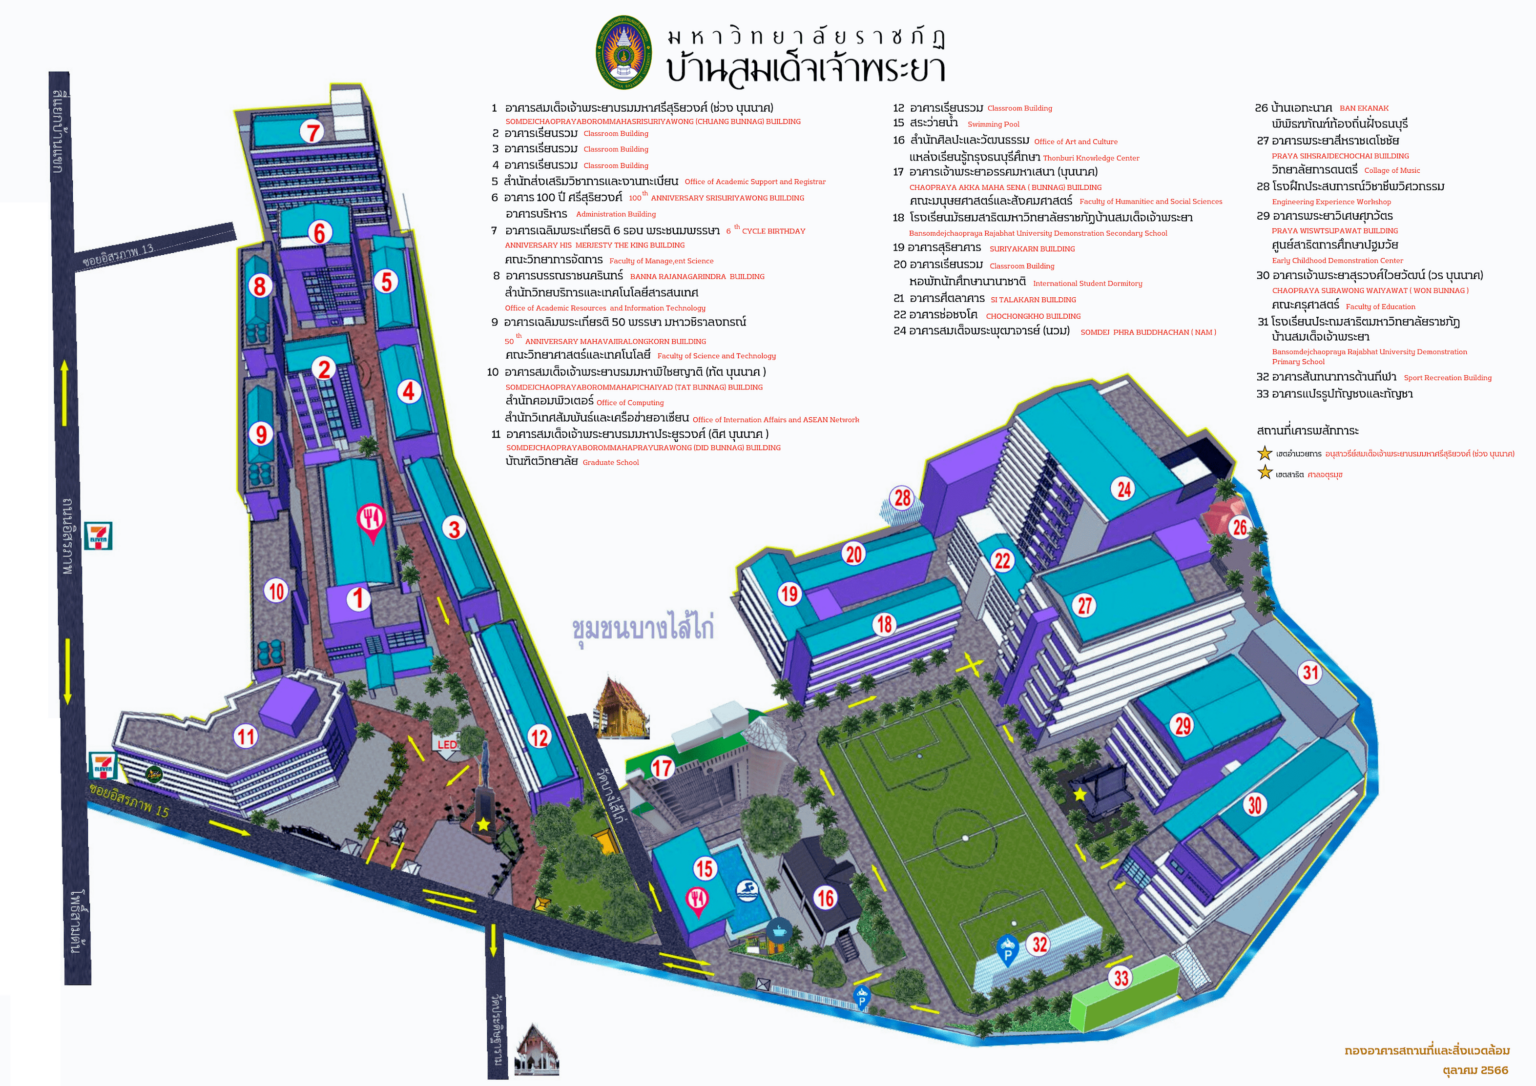 มหาวิทยาลัยราชภัฏ
บ้านสมเด็จเจ้าพระยา
1 อาคารสมเด็จเจ้าพระยาบรมมหาศรีสุริยวงศ์ (ช่วง บุนนาค)
SOMDEJCHAOPRAYABOROMMAHASRISURIYAWONG (CHUANG BUNNAG) BUILDING
2 อาคารเรียนรวม Classroom Building
3 อาคารเรียนรวม Classroom Building
4 อาคารเรียนรวม Classroom Building
5 สำนักส่งเสริมวิชาการและงานทะเบียน Office of Academic Support and Registrar
6 อาคาร 100 ปี ศรีสุริยวงศ์ 100th ANNIVERSARY SRISURIYAWONG BUILDING
อาคารบริหาร Administration Building
7 อาคารเฉลิมพระเกียรติ 6 รอบ พระชนมพรรษา 6 th CYCLE BIRTHDAY
ANNIVERSARY HIS MERJESTY THE KING BUILDING
คณะวิทยาการจัดการ Faculty of Manage,ent Science
8 อาคารบรรณราชนครินทร์ BANNA RAJANAGARINDRA BUILDING
สำนักวิทยบริการและเทคโนโลยีสารสนเทศ
Office of Academic Resources and Information Technology
9 อาคารเฉลิมพระเกียรติ 50 พรรษา มหาวชิราลงกรณ์
50 th ANNIVERSARY MAHAVAJIRALONGKORN BUILDING
คณะวิทยาศาสตร์และเทคโนโลยี Faculty of Science and Technology
10 อาคารสมเด็จเจ้าพระยาบรมมหาพิไชยญาติ (ทัต บุนนาค )
SOMDEJCHAOPRAYABOROMMAHAPICHAIYAD (TAT BUNNAG) BUILDING
สำนักคอมพิวเตอร์ Office of Computing
สำนักวิเทศสัมพันธ์และเครือข่ายอาเซียน Office of Internation Affairs and ASEAN Network
11 อาคารสมเด็จเจ้าพระยาบรมมหาประยูรวงศ์ (ดิศ บุนนาค )
SOMDEJCHAOPRAYABOROMMAHAPRAYURAWONG (DID BUNNAG) BUILDING
บัณฑิตวิทยาลัย Graduate School
12 อาคารเรียนรวม Classroom Building
15 สระว่ายน้ำ Swimming Pool
16 สำนักศิลปะและวัฒนธรรม Office of Art and Culture
แหล่งเรียนรู้กรุงธนบุรีศึกษา Thonburi Knowledge Center
17 อาคารเจ้าพระยาอรรคมหาเสนา (บุนนาค)
CHAOPRAYA AKKA MAHA SENA ( BUNNAG) BUILDING
คณะมนุษยศาสตร์และสังคมศาสตร์ Faculty of Humanities and Social Sciences
18 โรงเรียนมัธยมสาธิตมหาวิทยาลัยราชภัฏบ้านสมเด็จเจ้าพระยา
Bansomdejchaopraya Rajabhat University Demonstration Secondary School
19 อาคารสุริยาคาร SURIYAKARN BUILDING
20 อาคารเรียนรวม Classroom Building
หอพักนักศึกษานานาชาติ International Student Dormitory
21 อาคารศีตลาคาร SI TALAKARN BUILDING
22 อาคารช่อชงโค CHOCHONGKHO BUILDING
24 อาคารสมเด็จพระพุฒาจารย์ (นวม) SOMDEJ PHRA BUDDHACHAN ( NAM )
26 บ้านเอกะนาค BAN EKANAK
พิพิธภัณฑ์ท้องถิ่นฝั่งธนบุรี
27 อาคารพระยาสีหราชเดโชชัย
PRAYA SIHSRAIDECHOCHAI BUILDING
วิทยาลัยการดนตรี Collage of Music
28 โรงฝึกประสบการณ์วิชาชีพวิศวกรรม
Engineering Experience Workshop
29 อาคารพระยาวิเศษศุภวัตร
PRAYA WISWTSUPAWAT BUILDING
ศูนย์สาธิตการศึกษาปฐมวัย
Early Childhood Demonstration Center
30 อาคารเจ้าพระยาสุรวงศ์ไวยวัฒน์ (วร บุนนาค)
CHAOPRAYA SURAWONG WAIYAWAT ( WON BUNNAG )
คณะครุศาสตร์ Faculty of Education
31 โรงเรียนประถมสาธิตมหาวิทยาลัยราชภัฏ
บ้านสมเด็จเจ้าพระยา
Bansomdejchaopraya Rajabhat University Demonstration
Primary School
32 อาคารสันทนาการด้านกีฬา Sport Recreation Building
33 อาคารแปรรูปกัญชงและกัญชา
สถานที่เคารพสักการะ
เขตอำนวยการ อนุสาวรีย์สมเด็จเจ้าพระยาบรมมหาศรีสุริยวงศ์ (ช่วง บุนนาค)
เขตสาธิต ศาลจตุรมุข
สี่แยกบ้านแขก
ซอยอิสรภาพ 13
ถนนอิสรภาพ
7 ELEVEN
7 ELEVEN
ซอยอิสรภาพ 15
โพธิ์สามต้น
วัดประดิษฐาราม
วัดบางไส้ไก่
ชุมชนบางไส้ไก่
LED
7
6
8
5
2
4
9
3
10
1
11
12
17
15
16
18
19
20
28
22
24
26
27
31
29
30
32
33
P
P
กองอาคารสถานที่และสิ่งแวดล้อม
ตุลาคม 2566